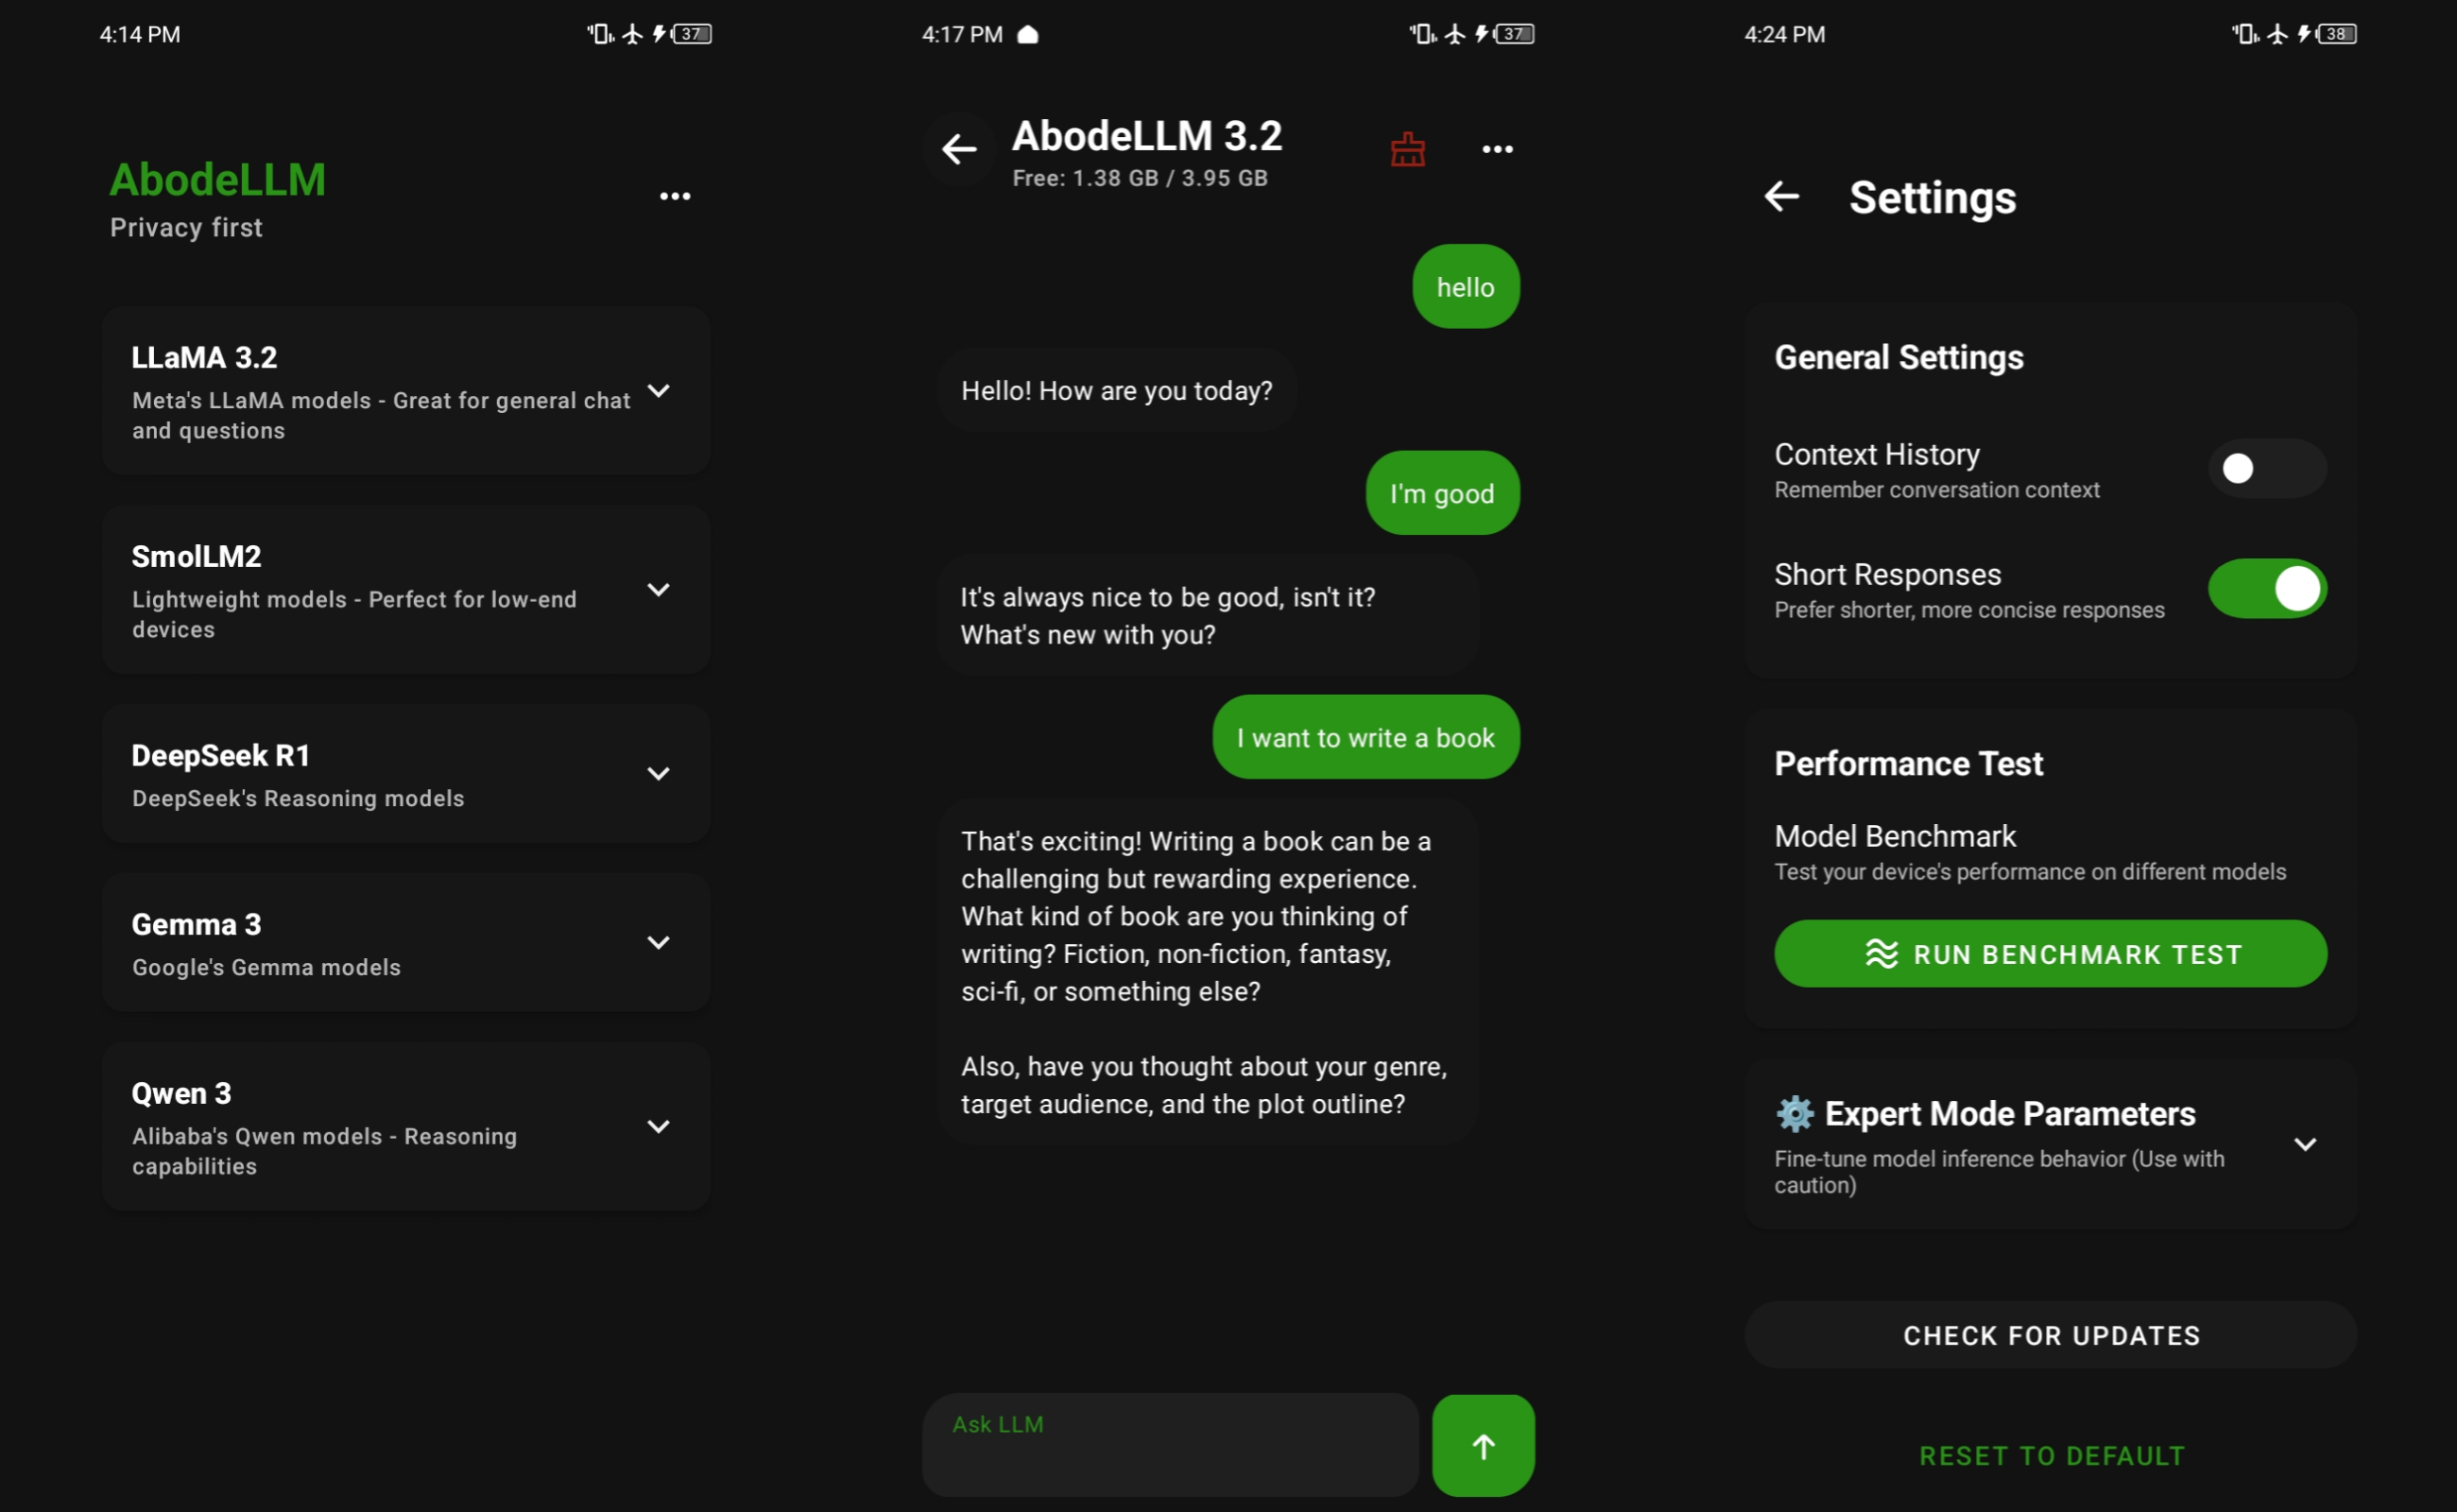 4:14 PM
37
AbodeLLM
Privacy first
LLaMA 3.2
Meta's LLaMA models - Great for general chat
and questions
SmolLM2
Lightweight models - Perfect for low-end
devices
DeepSeek R1
DeepSeek's Reasoning models
Gemma 3
Google's Gemma models
Qwen 3
Alibaba's Qwen models - Reasoning
capabilities
4:17 PM
37
AbodeLLM 3.2
Free: 1.38 GB / 3.95 GB
hello
Hello! How are you today?
I'm good
It's always nice to be good, isn't it?
What's new with you?
I want to write a book
That's exciting! Writing a book can be a
challenging but rewarding experience.
What kind of book are you thinking of
writing? Fiction, non-fiction, fantasy,
sci-fi, or something else?
Also, have you thought about your genre,
target audience, and the plot outline?
Ask LLM
4:24 PM
38
Settings
General Settings
Context History
Remember conversation context
Short Responses
Prefer shorter, more concise responses
Performance Test
Model Benchmark
Test your device's performance on different models
RUN BENCHMARK TEST
Expert Mode Parameters
Fine-tune model inference behavior (Use with
caution)
CHECK FOR UPDATES
RESET TO DEFAULT